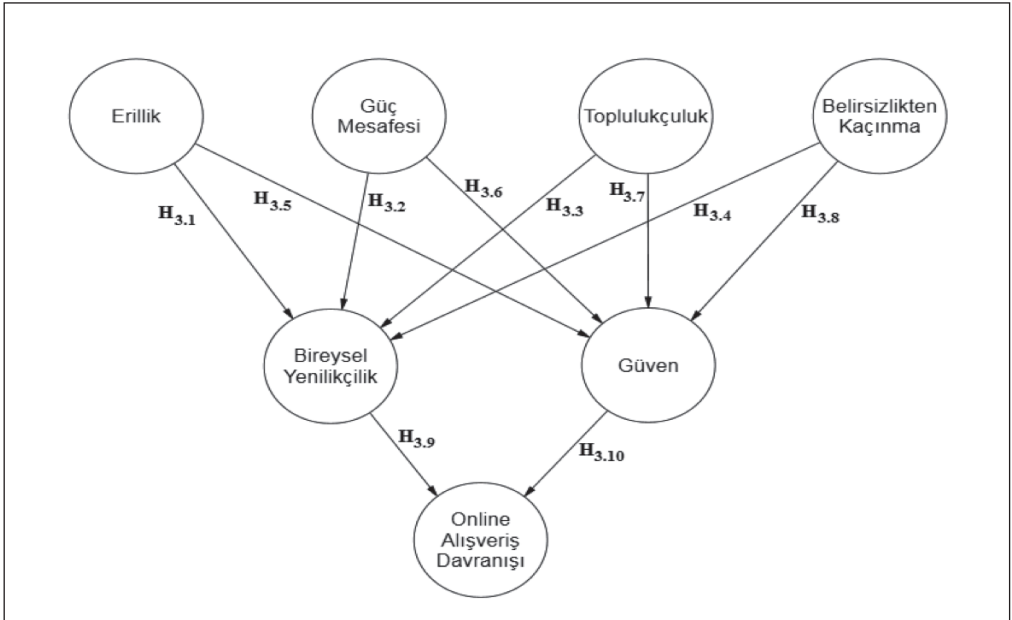 Erillik
Güç
Mesafesi
Toplulukçuluk
Belirsizlikten
Kaçınma
H3.1
H3.5
H3.2
H3.6
H3.3
H3.7
H3.4
H3.8
Bireysel
Yenilikçilik
Güven
H3.9
H3.10
Online
Alışveriş
Davranışı